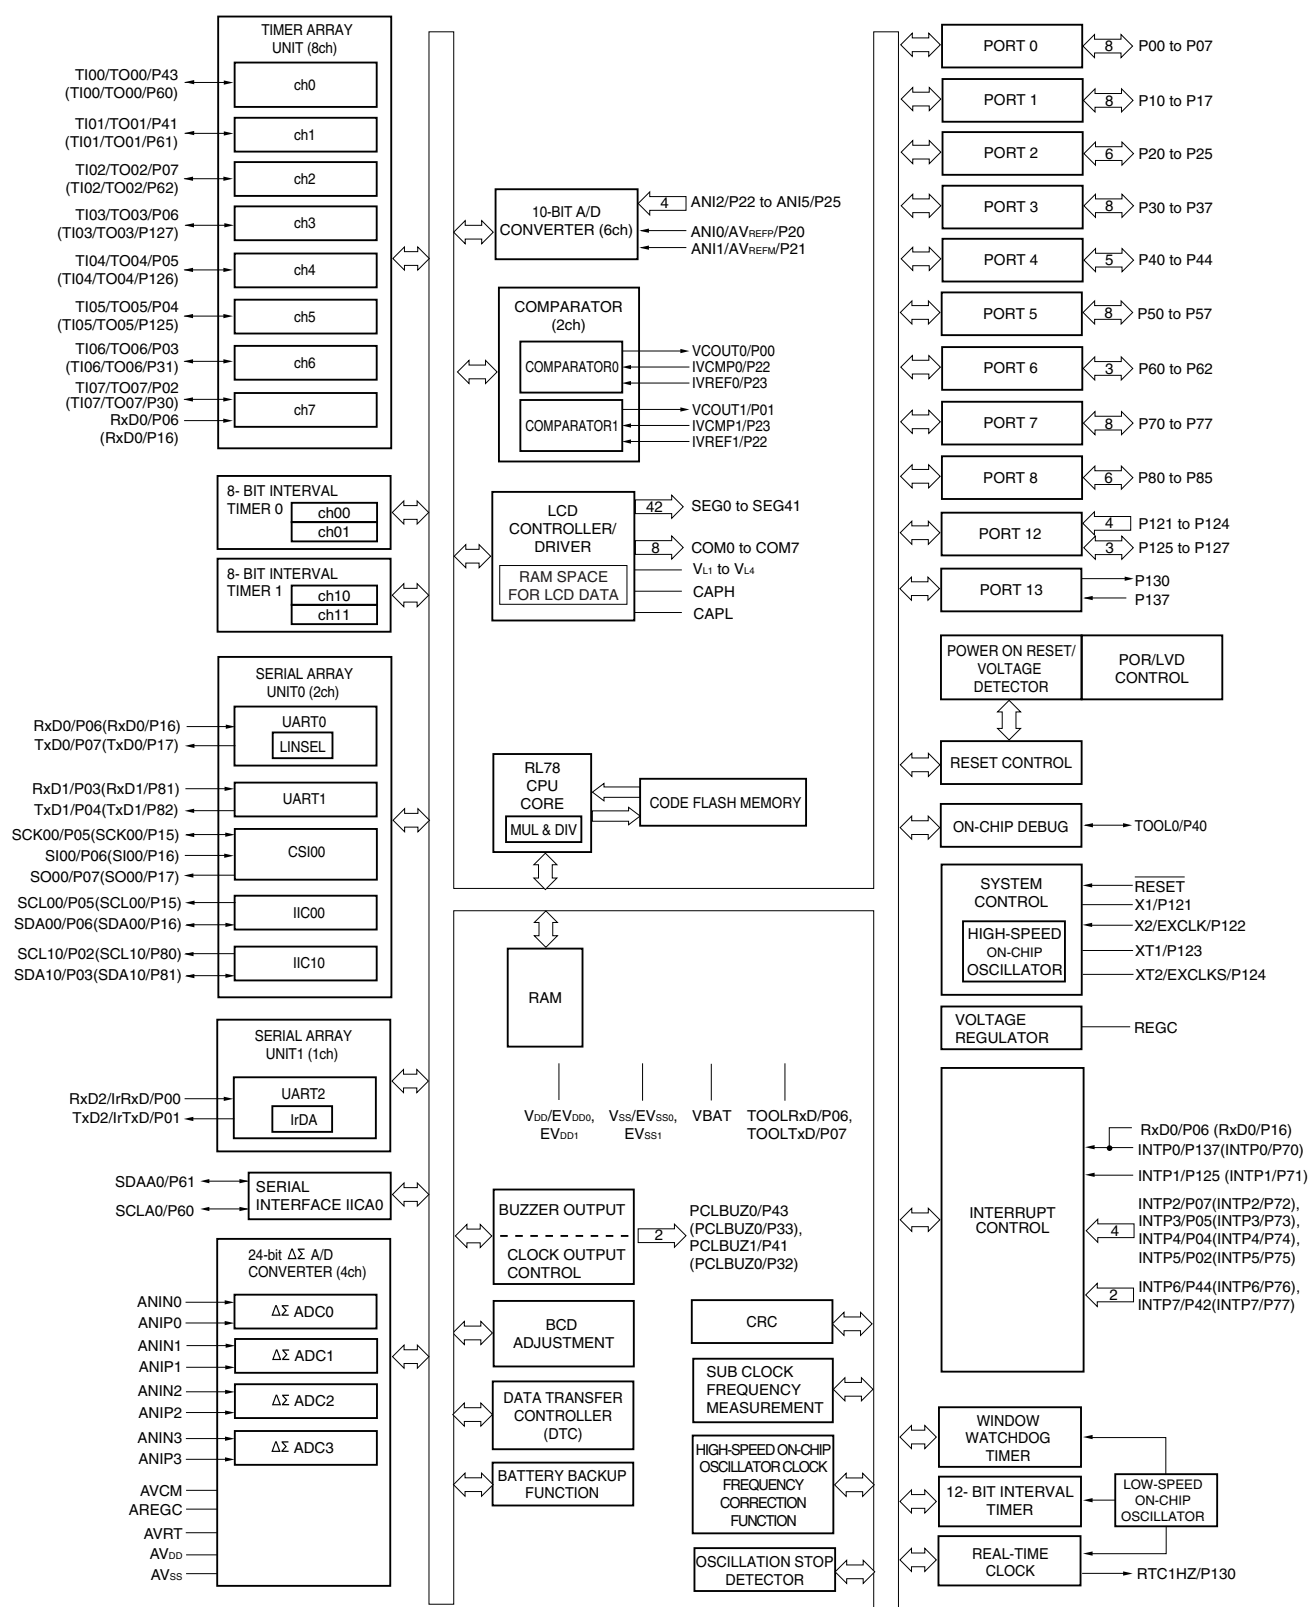 TIMER ARRAY
UNIT (8ch)
TI00/TO00/P43
(TI00/TO00/P60)
ch0
TI01/TO01/P41
(TI01/TO01/P61)
ch1
TI02/TO02/P07
(TI02/TO02/P62)
ch2
TI03/TO03/P06
(TI03/TO03/P127)
ch3
TI04/TO04/P05
(TI04/TO04/P126)
ch4
TI05/TO05/P04
(TI05/TO05/P125)
ch5
TI06/TO06/P03
(TI06/TO06/P31)
ch6
TI07/TO07/P02
(TI07/TO07/P30)
RxD0/P06
(RxD0/P16)
ch7
8- BIT INTERVAL
TIMER 0
ch00
ch01
8- BIT INTERVAL
TIMER 1
ch10
ch11
SERIAL ARRAY
UNIT0 (2ch)
RxD0/P06(RxD0/P16)
TxD0/P07(TxD0/P17)
UART0
LINSEL
RxD1/P03(RxD1/P81)
TxD1/P04(TxD1/P82)
UART1
SCK00/P05(SCK00/P15)
SI00/P06(SI00/P16)
SO00/P07(SO00/P17)
CSI00
SCL00/P05(SCL00/P15)
SDA00/P06(SDA00/P16)
IIC00
SCL10/P02(SCL10/P80)
SDA10/P03(SDA10/P81)
IIC10
SERIAL ARRAY
UNIT1 (1ch)
RxD2/IrRxD/P00
TxD2/IrTxD/P01
UART2
IrDA
SDAA0/P61
SCLA0/P60
SERIAL
INTERFACE IICA0
24-bit ΔΣ A/D
CONVERTER (4ch)
ANIN0
ANIP0
ΔΣ ADC0
ANIN1
ANIP1
ΔΣ ADC1
ANIN2
ANIP2
ΔΣ ADC2
ANIN3
ANIP3
ΔΣ ADC3
AVCM
AREGC
AVRT
AVDD
AVSS
10-BIT A/D
CONVERTER (6ch)
4
ANI2/P22 to ANI5/P25
ANI0/AVREFP/P20
ANI1/AVREFM/P21
COMPARATOR
(2ch)
COMPARATOR0
VCOUT0/P00
IVCMP0/P22
IVREF0/P23
COMPARATOR1
VCOUT1/P01
IVCMP1/P23
IVREF1/P22
LCD
CONTROLLER/
DRIVER
RAM SPACE
FOR LCD DATA
42
SEG0 to SEG41
8
COM0 to COM7
VL1 to VL4
CAPH
CAPL
RL78
CPU
CORE
MUL & DIV
CODE FLASH MEMORY
RAM
VDD/EVDD0,
EVDD1
VSS/EVSS0,
EVSS1
VBAT
TOOLRxD/P06,
TOOLTxD/P07
BUZZER OUTPUT
CLOCK OUTPUT
CONTROL
2
PCLBUZ0/P43
(PCLBUZ0/P33),
PCLBUZ1/P41
(PCLBUZ0/P32)
BCD
ADJUSTMENT
DATA TRANSFER
CONTROLLER
(DTC)
BATTERY BACKUP
FUNCTION
CRC
SUB CLOCK
FREQUENCY
MEASUREMENT
HIGH-SPEED ON-CHIP
OSCILLATOR CLOCK
FREQUENCY
CORRECTION
FUNCTION
OSCILLATION STOP
DETECTOR
PORT 0
8
P00 to P07
PORT 1
8
P10 to P17
PORT 2
6
P20 to P25
PORT 3
8
P30 to P37
PORT 4
5
P40 to P44
PORT 5
8
P50 to P57
PORT 6
3
P60 to P62
PORT 7
8
P70 to P77
PORT 8
6
P80 to P85
PORT 12
4
P121 to P124
3
P125 to P127
PORT 13
P130
P137
POWER ON RESET/
VOLTAGE
DETECTOR
POR/LVD
CONTROL
RESET CONTROL
ON-CHIP DEBUG
TOOL0/P40
SYSTEM
CONTROL
HIGH-SPEED
ON-CHIP
OSCILLATOR
RESET
X1/P121
X2/EXCLK/P122
XT1/P123
XT2/EXCLKS/P124
VOLTAGE
REGULATOR
REGC
INTERRUPT
CONTROL
RxD0/P06 (RxD0/P16)
INTP0/P137(INTP0/P70)
INTP1/P125 (INTP1/P71)
4
INTP2/P07(INTP2/P72),
INTP3/P05(INTP3/P73),
INTP4/P04(INTP4/P74),
INTP5/P02(INTP5/P75)
2
INTP6/P44(INTP6/P76),
INTP7/P42(INTP7/P77)
WINDOW
WATCHDOG
TIMER
12- BIT INTERVAL
TIMER
LOW-SPEED
ON-CHIP
OSCILLATOR
REAL-TIME
CLOCK
RTC1HZ/P130